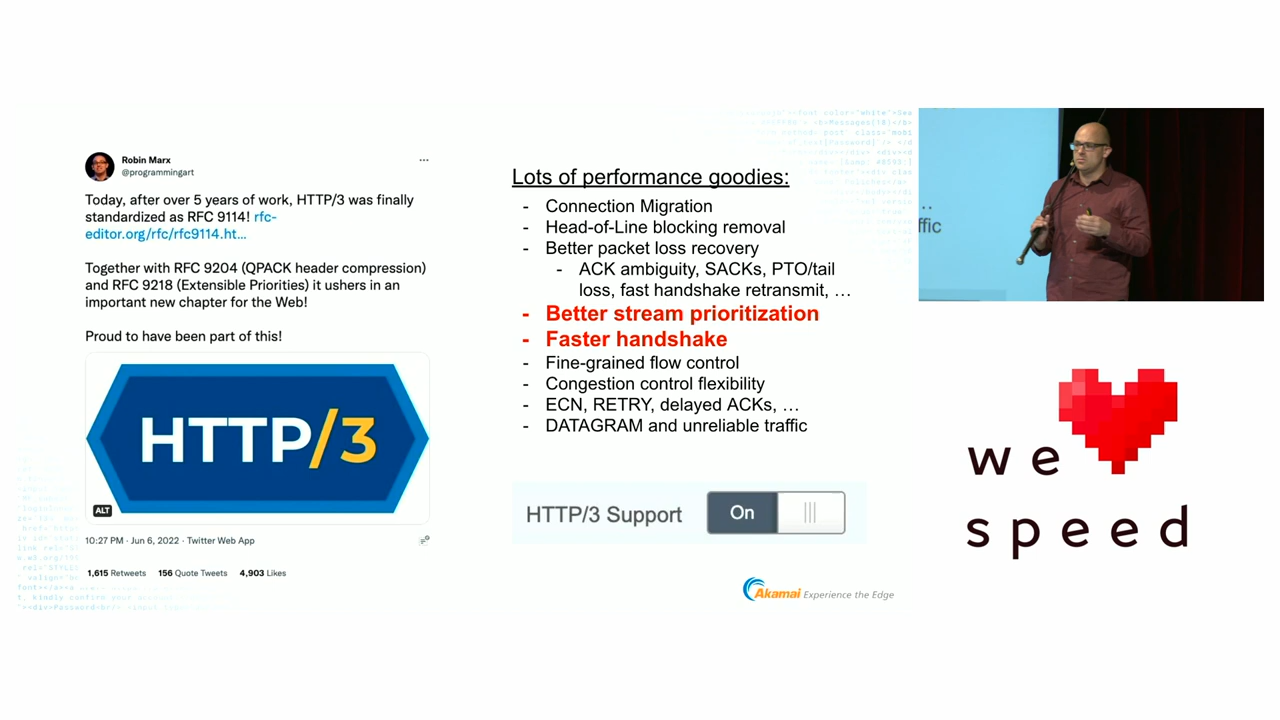 Robin Marx
@programmingart
Today, after over 5 years of work, HTTP/3 was finally
standardized as RFC 9114! rfc-
editor.org/rfc/rfc9114.ht…
Together with RFC 9204 (QPACK header compression)
and RFC 9218 (Extensible Priorities) it ushers in an
important new chapter for the Web!
Proud to have been part of this!
HTTP/3
ALT
10:27 PM · Jun 6, 2022 · Twitter Web App
1,615 Retweets 156 Quote Tweets 4,903 Likes
Lots of performance goodies:
- Connection Migration
- Head-of-Line blocking removal
- Better packet loss recovery
- ACK ambiguity, SACKs, PTO/tail
loss, fast handshake retransmit, …
- Better stream prioritization
- Faster handshake
- Fine-grained flow control
- Congestion control flexibility
- ECN, RETRY, delayed ACKs, …
- DATAGRAM and unreliable traffic
HTTP/3 Support On
Akamai Experience the Edge
we
speed